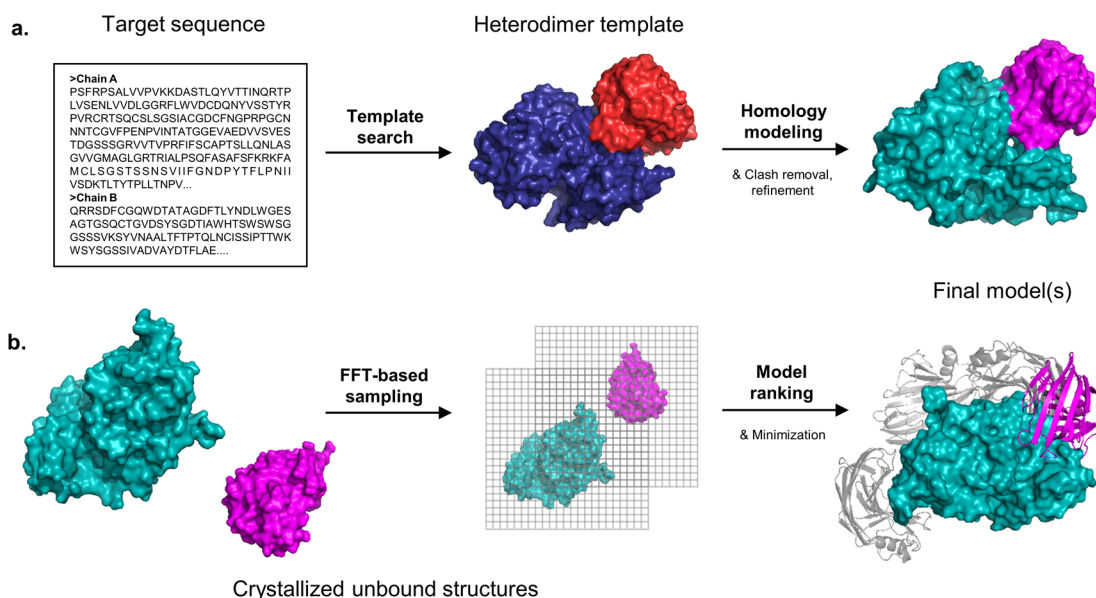 Target sequence
Heterodimer template
a.
>Chain A
PSFRPSALVVPVKKDASTLQYVTTINQRTP
LVSENLVVDLGGRFLWVDCDQNYVSSTYR
PVRCRTSQCSLSGSIACGDCFNGPRPGCN
NNTCGVFPENPVINTATGGEVAEDVVSVES
TDGSSSGRVVTVPRFIFSCAPTSLLQNLAS
GVVGMAGLGRTRIALPSQFASAFSFKRKFA
MCLSGSTSSNSVIIFGNDPYTFLPNII
VSDKTLTYTPLLTNPV...
>Chain B
QRRSDFCGQWDTATAGDFTLYNDLWGES
AGTGSQCTGVDSYSGDTIAWHTSWSWSG
GSSSVKSYVNAALTFTPTQLNCISSIPTTWK
WSYSGSSIVADVAYDTFLAE....
Template
search
Homology
modeling
& Clash removal,
refinement
Final model(s)
b.
FFT-based
sampling
Model
ranking
& Minimization
Crystallized unbound structures